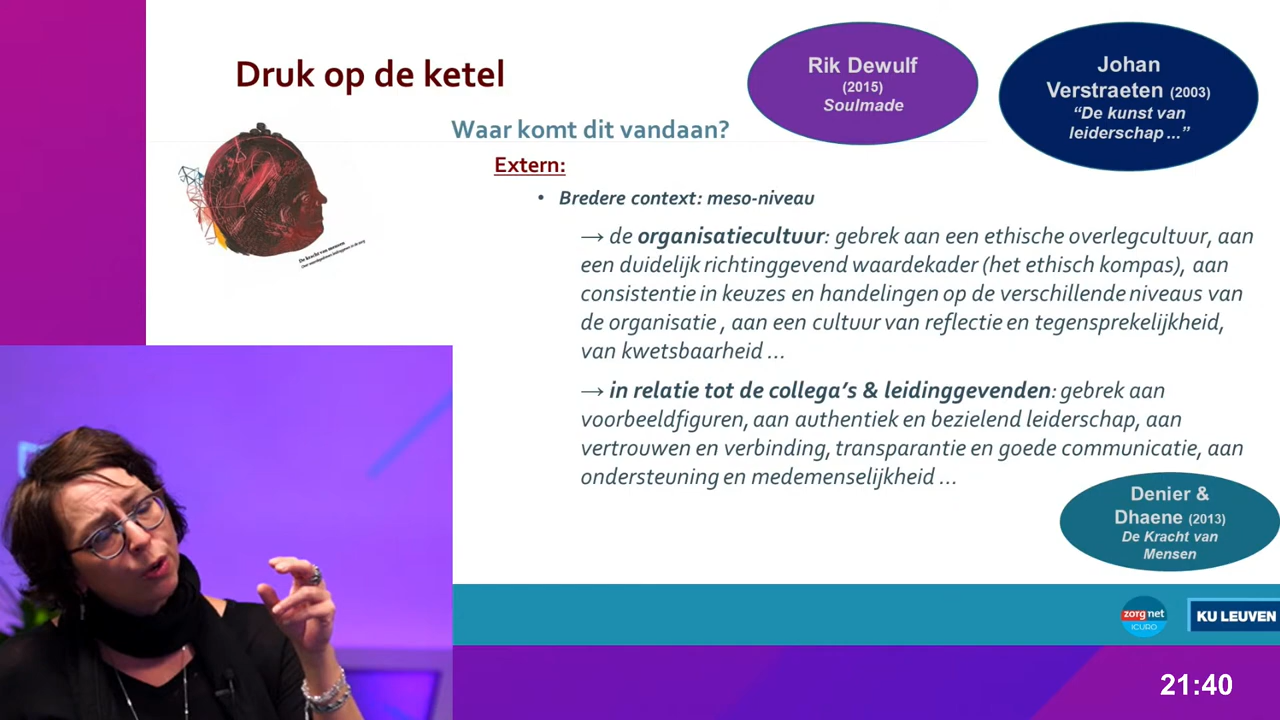 Druk op de ketel
Rik Dewulf
(2015)
Soulmade
Johan
Verstraeten (2003)
“De kunst van
leiderschap ...”
Waar komt dit vandaan?
Extern:
• Bredere context: meso-niveau
→ de organisatiecultuur: gebrek aan een ethische overlegcultuur, aan
een duidelijk richtinggevend waardekader (het ethisch kompas), aan
consistentie in keuzes en handelingen op de verschillende niveaus van
de organisatie , aan een cultuur van reflectie en tegensprekelijkheid,
van kwetsbaarheid ...
→ in relatie tot de collega’s & leidinggevenden: gebrek aan
voorbeeldfiguren, aan authentiek en bezielend leiderschap, aan
vertrouwen en verbinding, transparantie en goede communicatie, aan
ondersteuning en medemenselijkheid ...
De kracht van mensen
Denier &
Dhaene (2013)
De Kracht van
Mensen
zorgnet
ICURO
KU LEUVEN
21:40